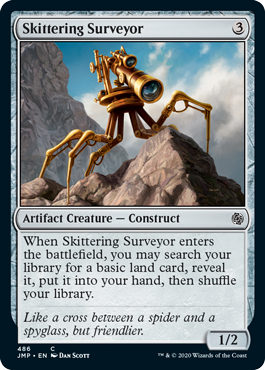 Skittering Surveyor 3
Artifact Creature — Construct
When Skittering Surveyor enters
the battlefield, you may search your
library for a basic land card, reveal
it, put it into your hand, then shuffle
your library.
Like a cross between a spider and a
spyglass, but friendlier.
1/2
486 C
JMP • EN DAN SCOTT
™ & © 2020 Wizards of the Coast